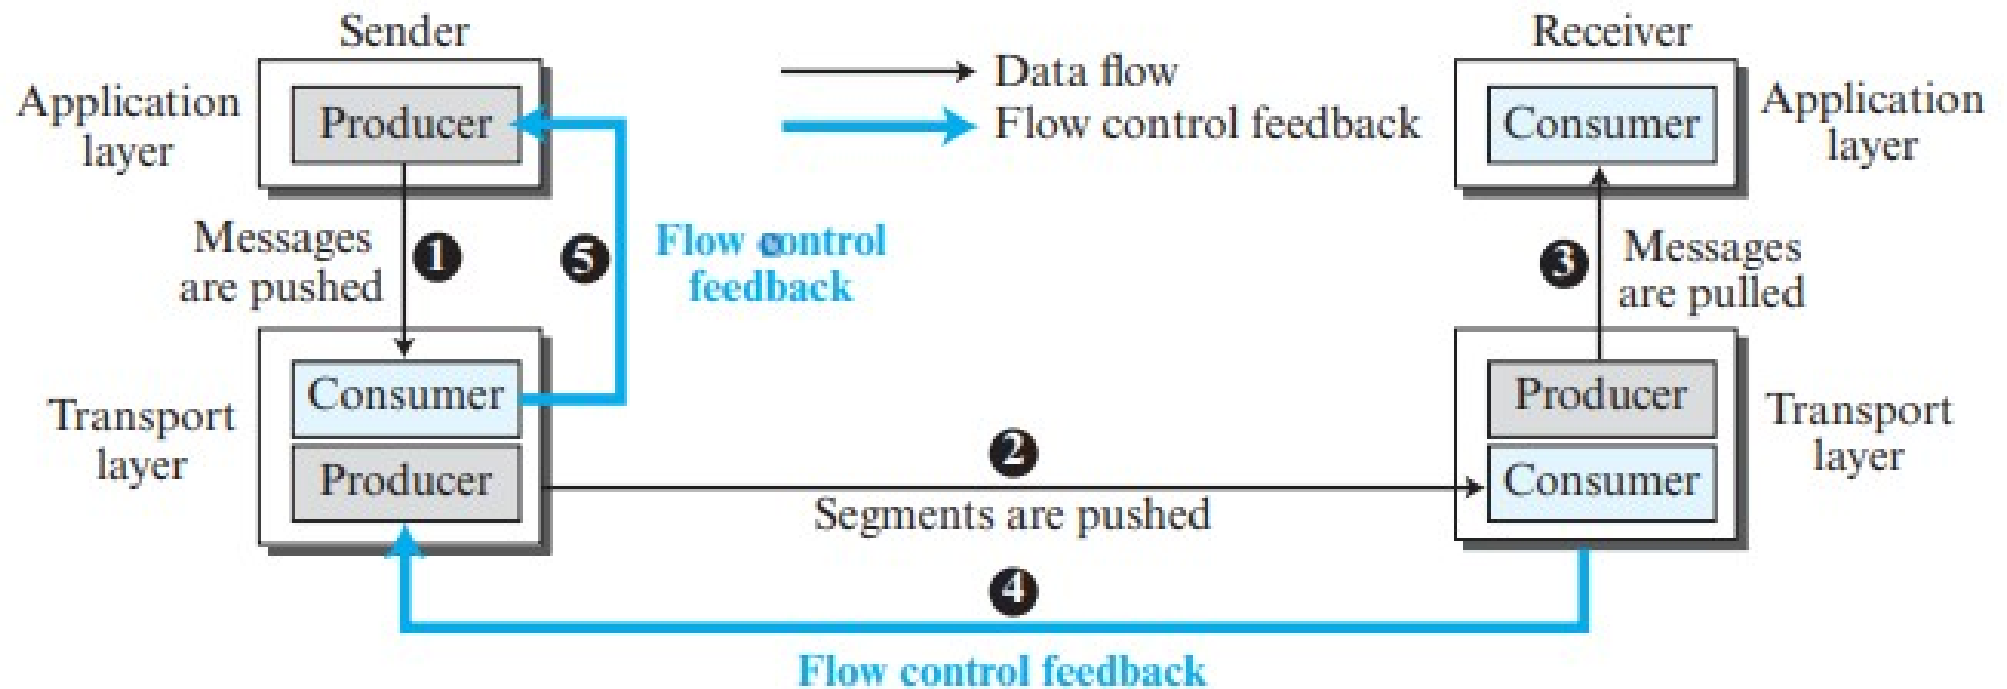 Sender
Receiver
Data flow
Flow control feedback
Application
layer
Producer
Consumer
Application
layer
Messages
are pushed
1
5
Flow control
feedback
3
Messages
are pulled
Transport
layer
Consumer
Producer
2
Segments are pushed
Producer
Consumer
Transport
layer
4
Flow control feedback